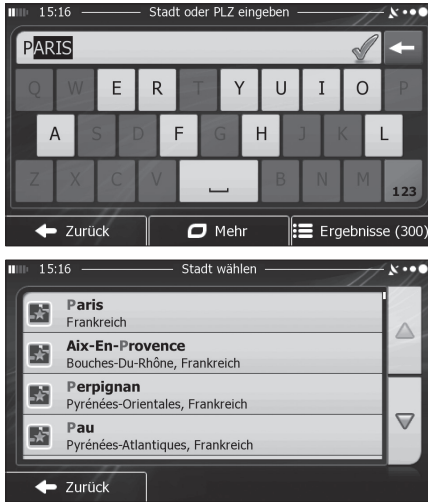 15:16 Stadt oder PLZ eingeben
PARIS
Q W E R T Y U I O P
A S D F G H J K L
Z X C V B N M 123
Zurück Mehr Ergebnisse (300)
15:16 Stadt wählen
Paris
Frankreich
Aix-En-Provence
Bouches-Du-Rhône, Frankreich
Perpignan
Pyrénées-Orientales, Frankreich
Pau
Pyrénées-Atlantiques, Frankreich
Zurück